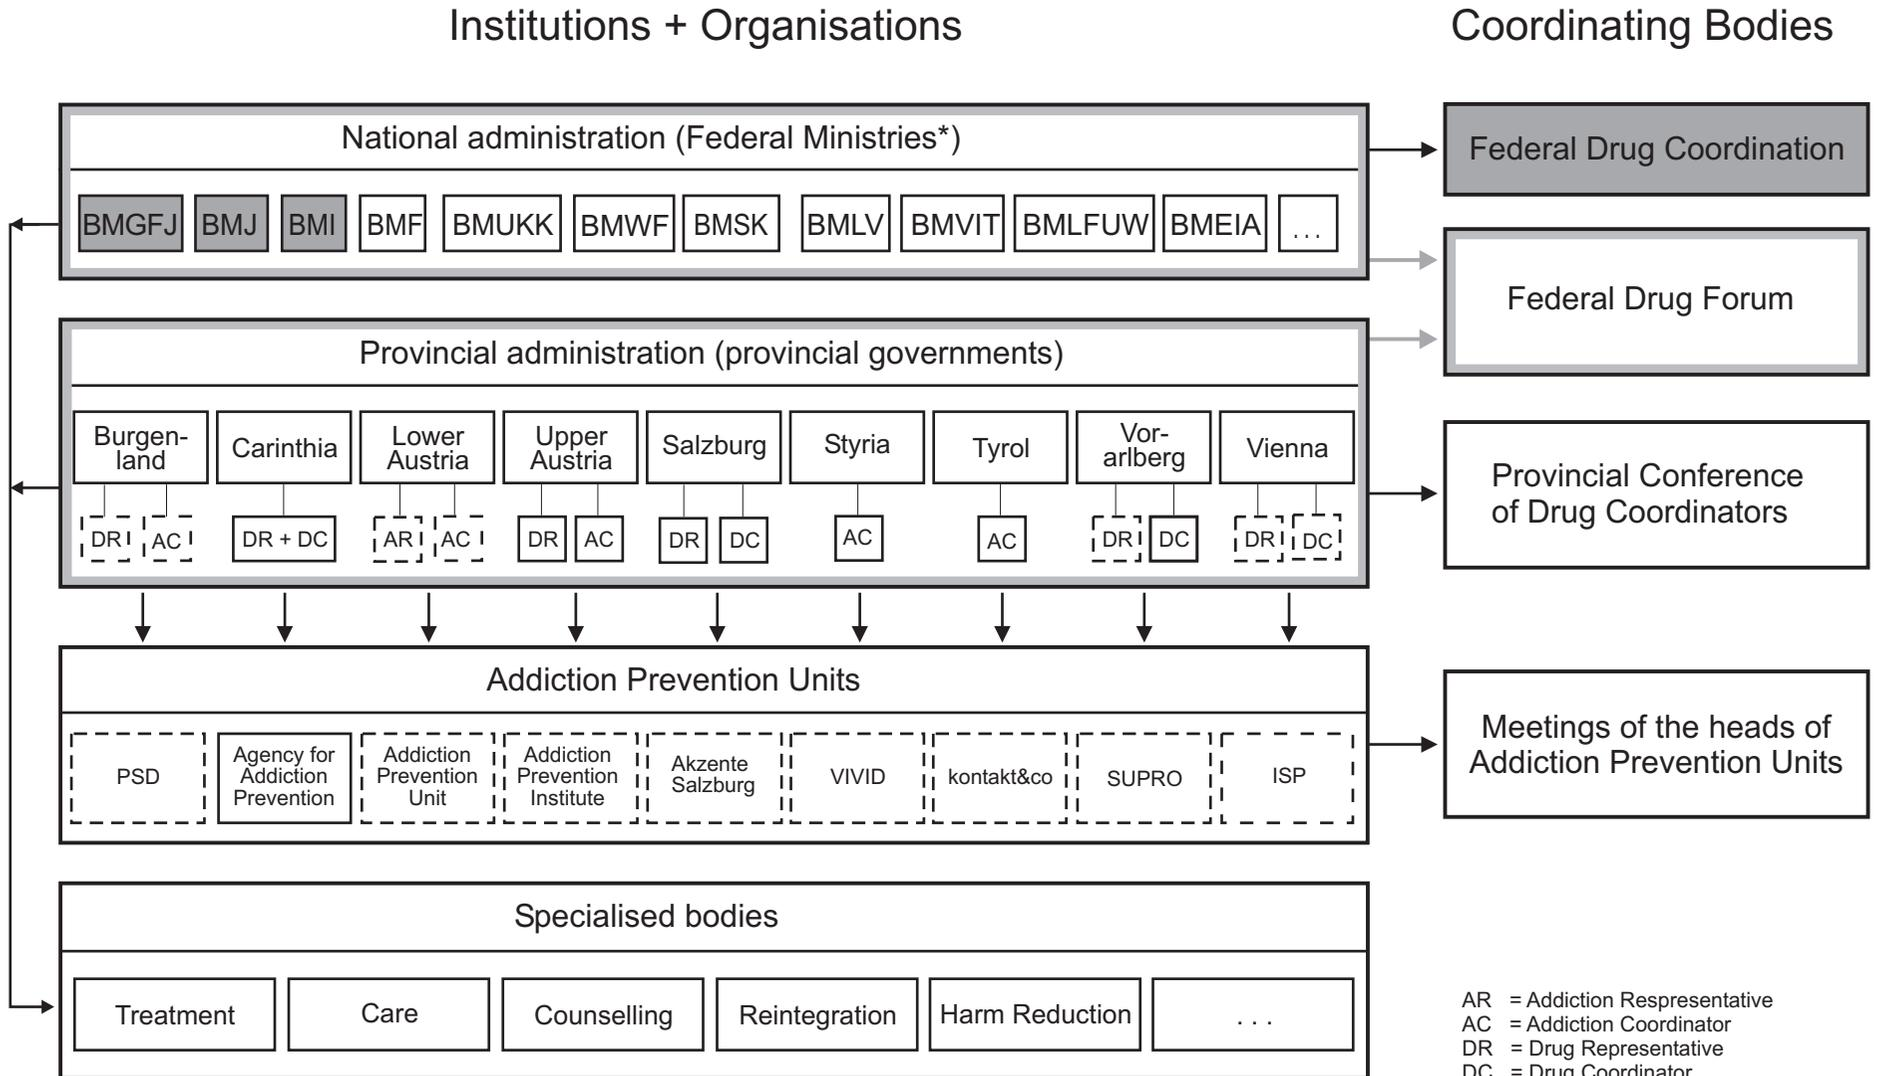 Institutions + Organisations
Coordinating Bodies
National administration (Federal Ministries*)
BMGFJ
BMJ
BMI
BMF
BMUKK
BMWF
BMSK
BMLV
BMVIT
BMLFUW
BMEIA
...
Federal Drug Coordination
Federal Drug Forum
Provincial administration (provincial governments)
Burgen-
land
Carinthia
Lower
Austria
Upper
Austria
Salzburg
Styria
Tyrol
Vor-
arlberg
Vienna
DR
AC
DR + DC
AR
AC
DR
AC
DR
DC
AC
AC
DR
DC
DR
DC
Provincial Conference
of Drug Coordinators
Addiction Prevention Units
PSD
Agency for
Addiction
Prevention
Addiction
Prevention
Unit
Addiction
Prevention
Institute
Akzente
Salzburg
VIVID
kontakt&co
SUPRO
ISP
Meetings of the heads of
Addiction Prevention Units
Specialised bodies
Treatment
Care
Counselling
Reintegration
Harm Reduction
...
AR = Addiction Respresentative
AC = Addiction Coordinator
DR = Drug Representative
DC = Drug Coordinator